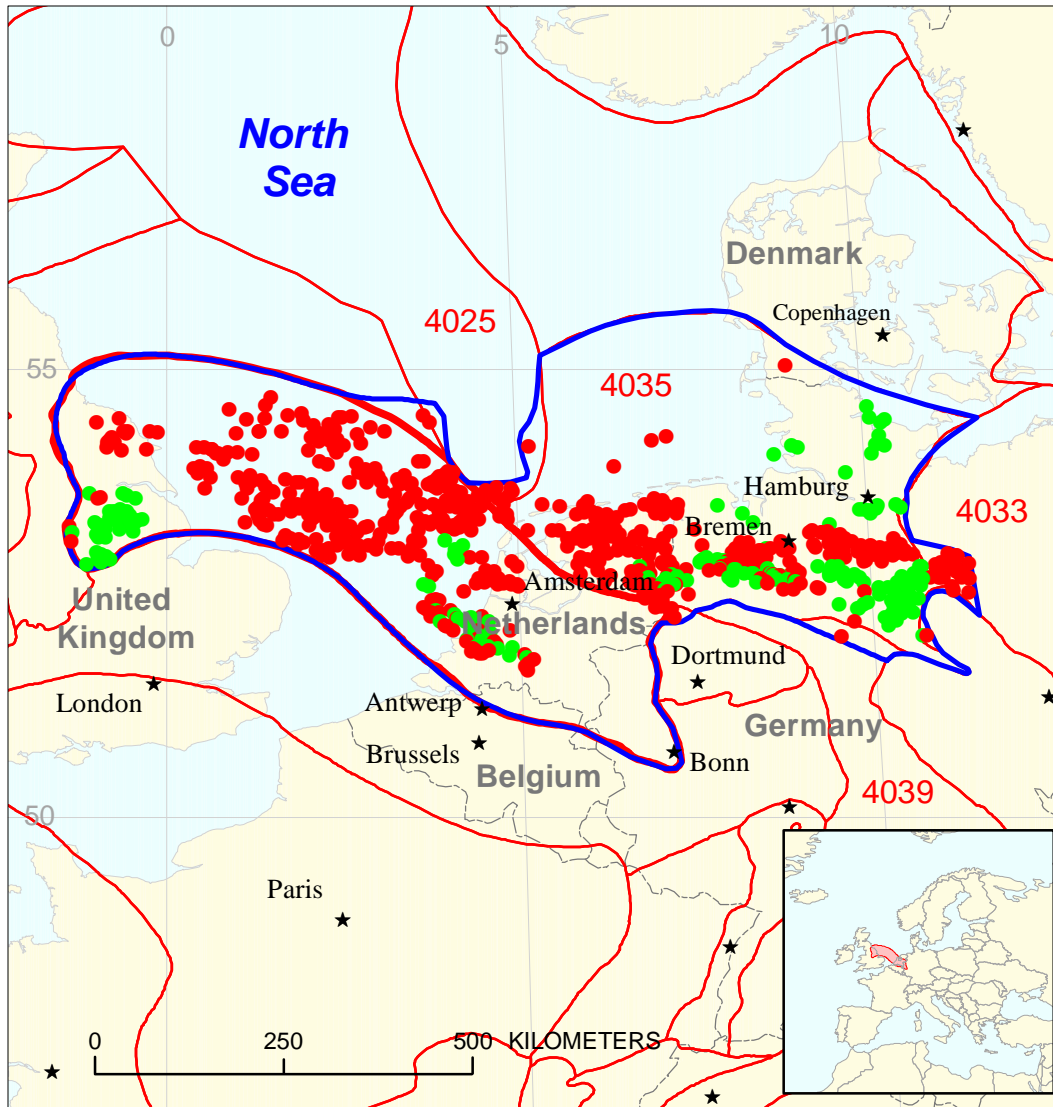 0
5
10
North
Sea
Denmark
Copenhagen
4025
55
4035
Hamburg
4033
Bremen
Amsterdam
United
Kingdom
Netherlands
Dortmund
London
Antwerp
Germany
Brussels
Bonn
Belgium
4039
50
Paris
0 250 500 KILOMETERS